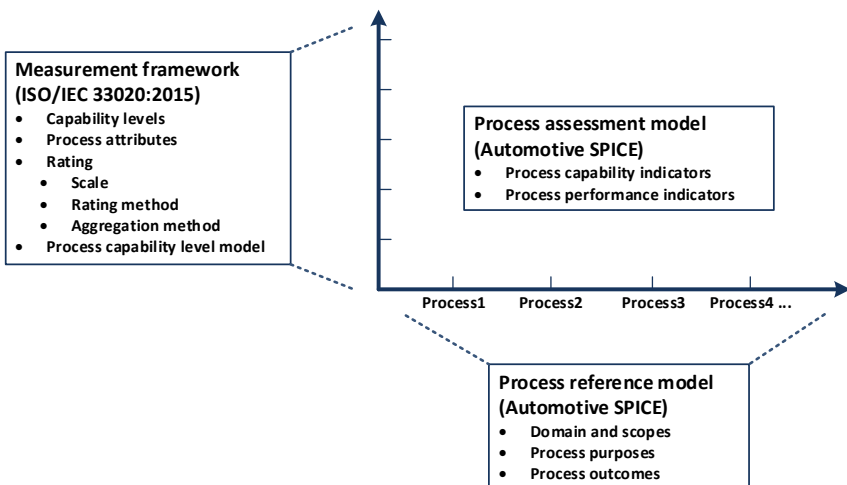 Measurement framework
(ISO/IEC 33020:2015)
• Capability levels
• Process attributes
• Rating
• Scale
• Rating method
• Aggregation method
• Process capability level model
Process assessment model
(Automotive SPICE)
• Process capability indicators
• Process performance indicators
Process1 Process2 Process3 Process4 ...
Process reference model
(Automotive SPICE)
• Domain and scopes
• Process purposes
• Process outcomes